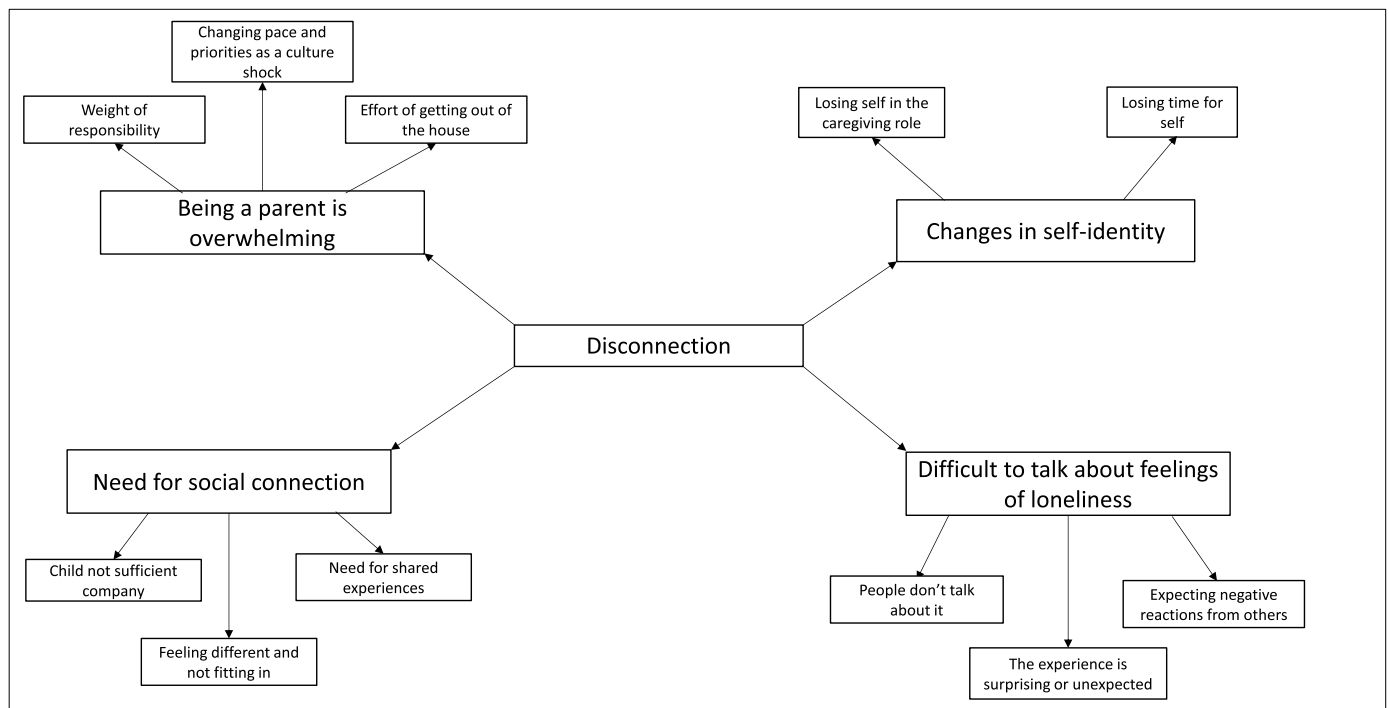 Changing pace and
priorities as a culture
shock
Weight of
responsibility
Effort of getting out of
the house
Being a parent is
overwhelming
Losing self in the
caregiving role
Losing time for
self
Changes in self-identity
Disconnection
Need for social connection
Child not sufficient
company
Feeling different and
not fitting in
Need for shared
experiences
Difficult to talk about feelings
of loneliness
People don’t talk
about it
The experience is
surprising or unexpected
Expecting negative
reactions from others